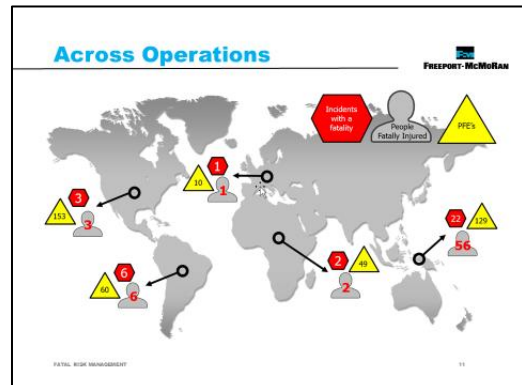 Across Operations
FREEPORT-MCMORAN
Incidents
with a
fatality
People
Fatally Injured
PFE's
1
10
1
3
153
3
22
129
56
6
60
6
2
49
2
FATAL RISK MANAGEMENT
11